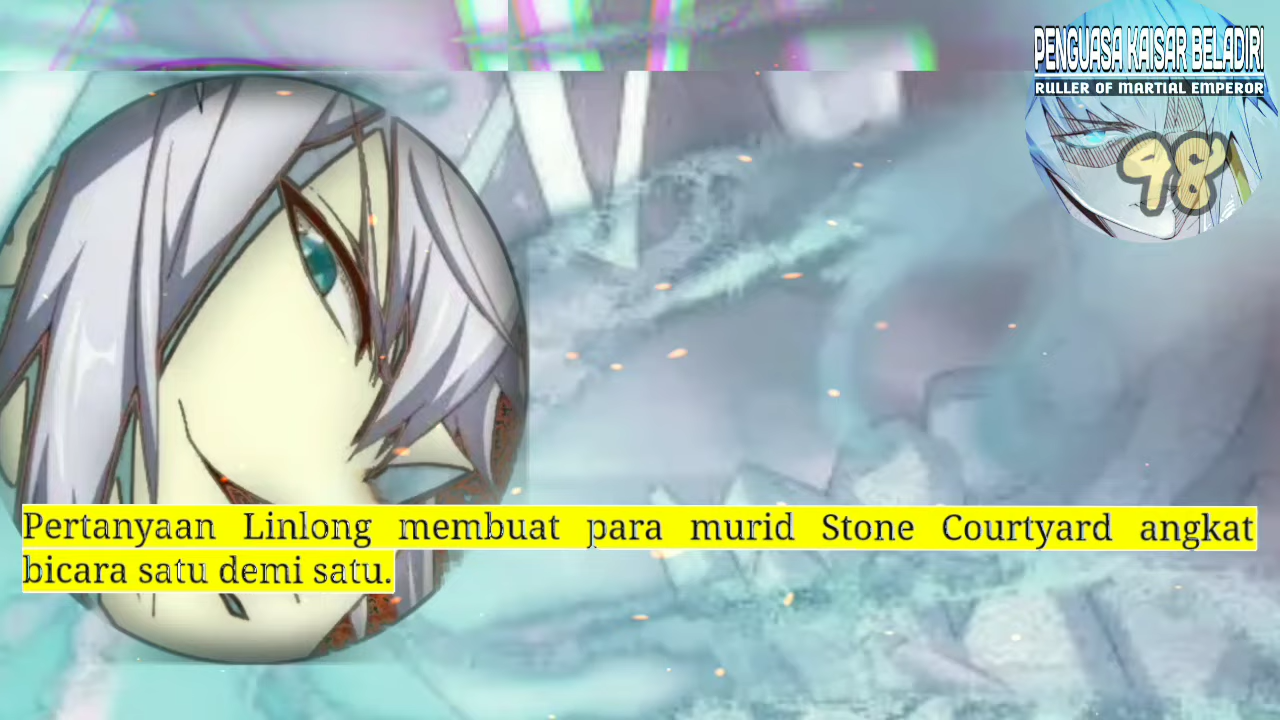 PENGUASA KAISAR BELADIRI
RULLER OF MARTIAL EMPEROR
98
Pertanyaan Linlong membuat para murid Stone Courtyard angkat
bicara satu demi satu.